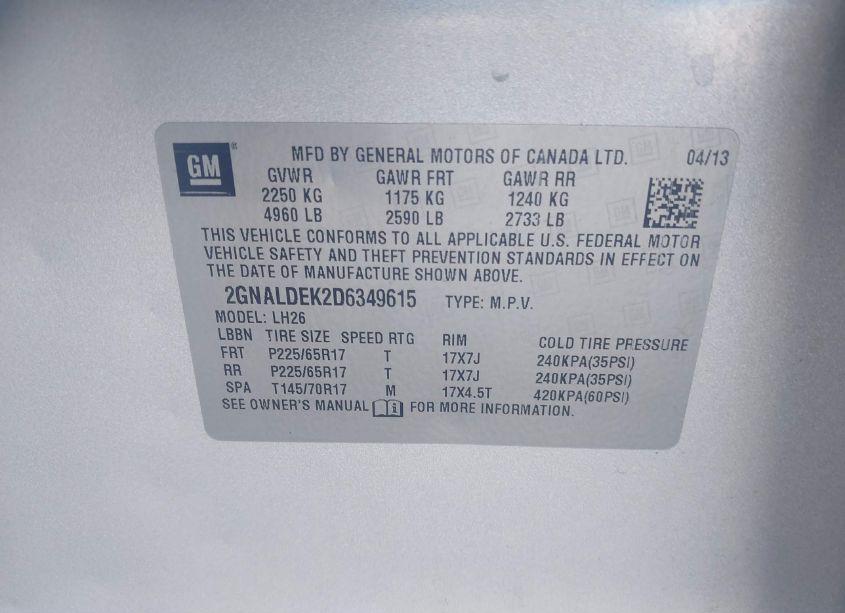 GM ® MFD BY GENERAL MOTORS OF CANADA LTD. 04/13
GVWR GAWR FRT GAWR RR
2250 KG 1175 KG 1240 KG
4960 LB 2590 LB 2733 LB
THIS VEHICLE CONFORMS TO ALL APPLICABLE U.S. FEDERAL MOTOR
VEHICLE SAFETY AND THEFT PREVENTION STANDARDS IN EFFECT ON
THE DATE OF MANUFACTURE SHOWN ABOVE.
2GNALDEK2D6349615 TYPE: M.P.V.
MODEL: LH26
LBBN TIRE SIZE SPEED RTG RIM COLD TIRE PRESSURE
FRT P225/65R17 T 17X7J 240KPA(35PSI)
RR P225/65R17 T 17X7J 240KPA(35PSI)
SPA T145/70R17 M 17X4.5T 420KPA(60PSI)
SEE OWNER'S MANUAL i FOR MORE INFORMATION.